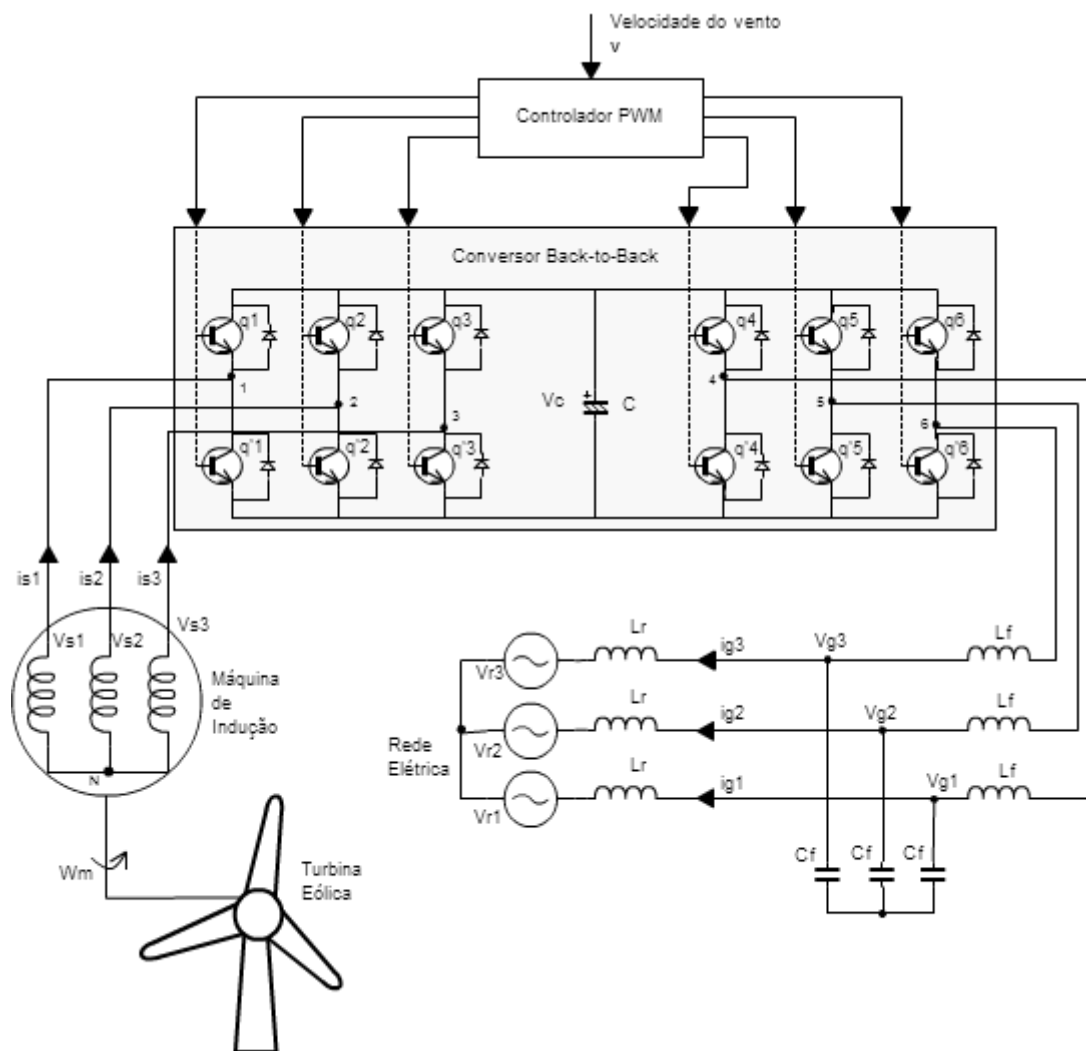 Velocidade do vento
v
Controlador PWM
Conversor Back-to-Back
q1
q2
q3
q4
q5
q6
1
2
3
4
5
6
Vc
+
C
q'1
q'2
q'3
q'4
q'5
q'6
is1
is2
is3
Vs1
Vs2
Vs3
Máquina
de
Indução
N
Wm
Turbina
Eólica
Rede
Elétrica
Vr3
Lr
ig3
Vg3
Lf
Vr2
Lr
ig2
Vg2
Lf
Vr1
Lr
ig1
Vg1
Lf
Cf
Cf
Cf